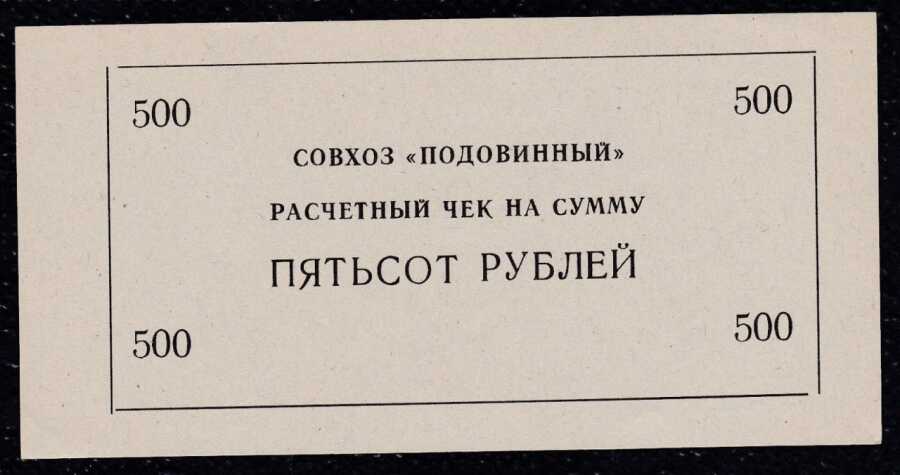 500 500
СОВХОЗ «ПОДОВИННЫЙ»
РАСЧЕТНЫЙ ЧЕК НА СУММУ
ПЯТЬСОТ РУБЛЕЙ
500 500